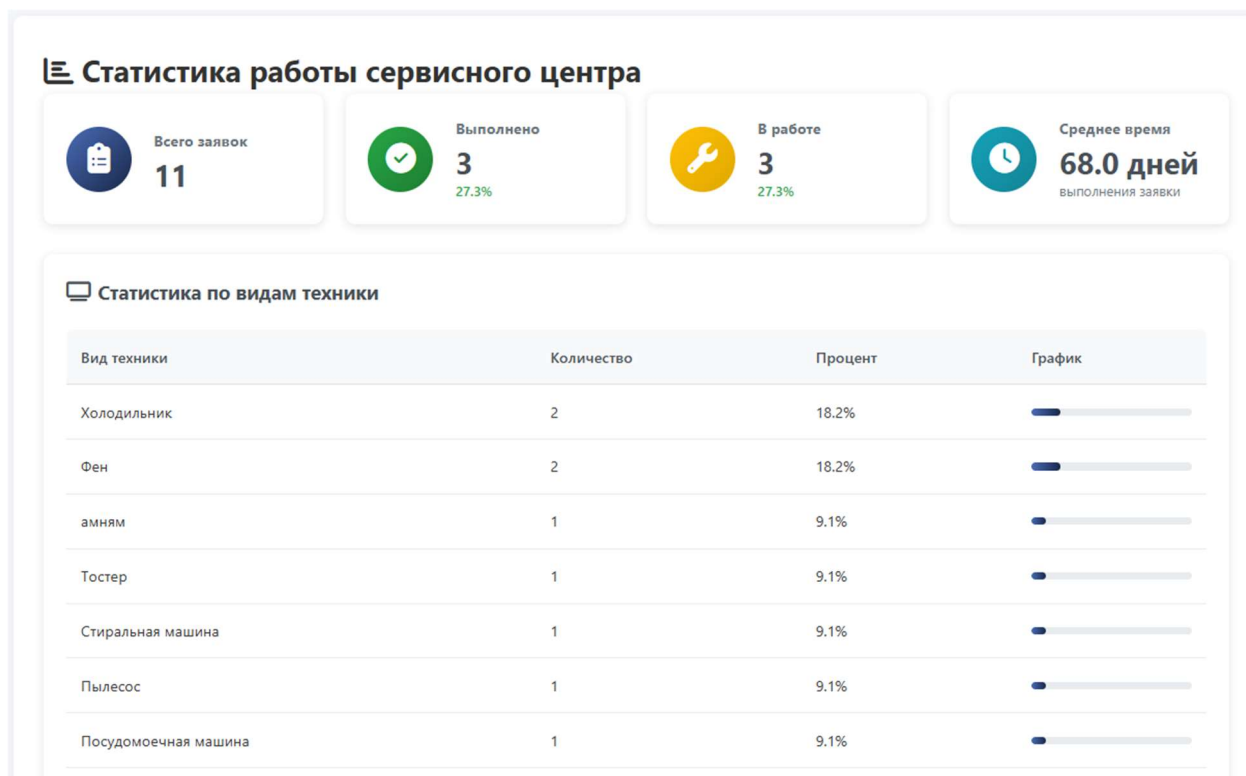 Статистика работы сервисного центра
Всего заявок
11
Выполнено
3
27.3%
В работе
3
27.3%
Среднее время
68.0 дней
выполнения заявки
Статистика по видам техники
Вид техники Количество Процент График
Холодильник 2 18.2%
Фен 2 18.2%
амням 1 9.1%
Тостер 1 9.1%
Стиральная машина 1 9.1%
Пылесос 1 9.1%
Посудомоечная машина 1 9.1%